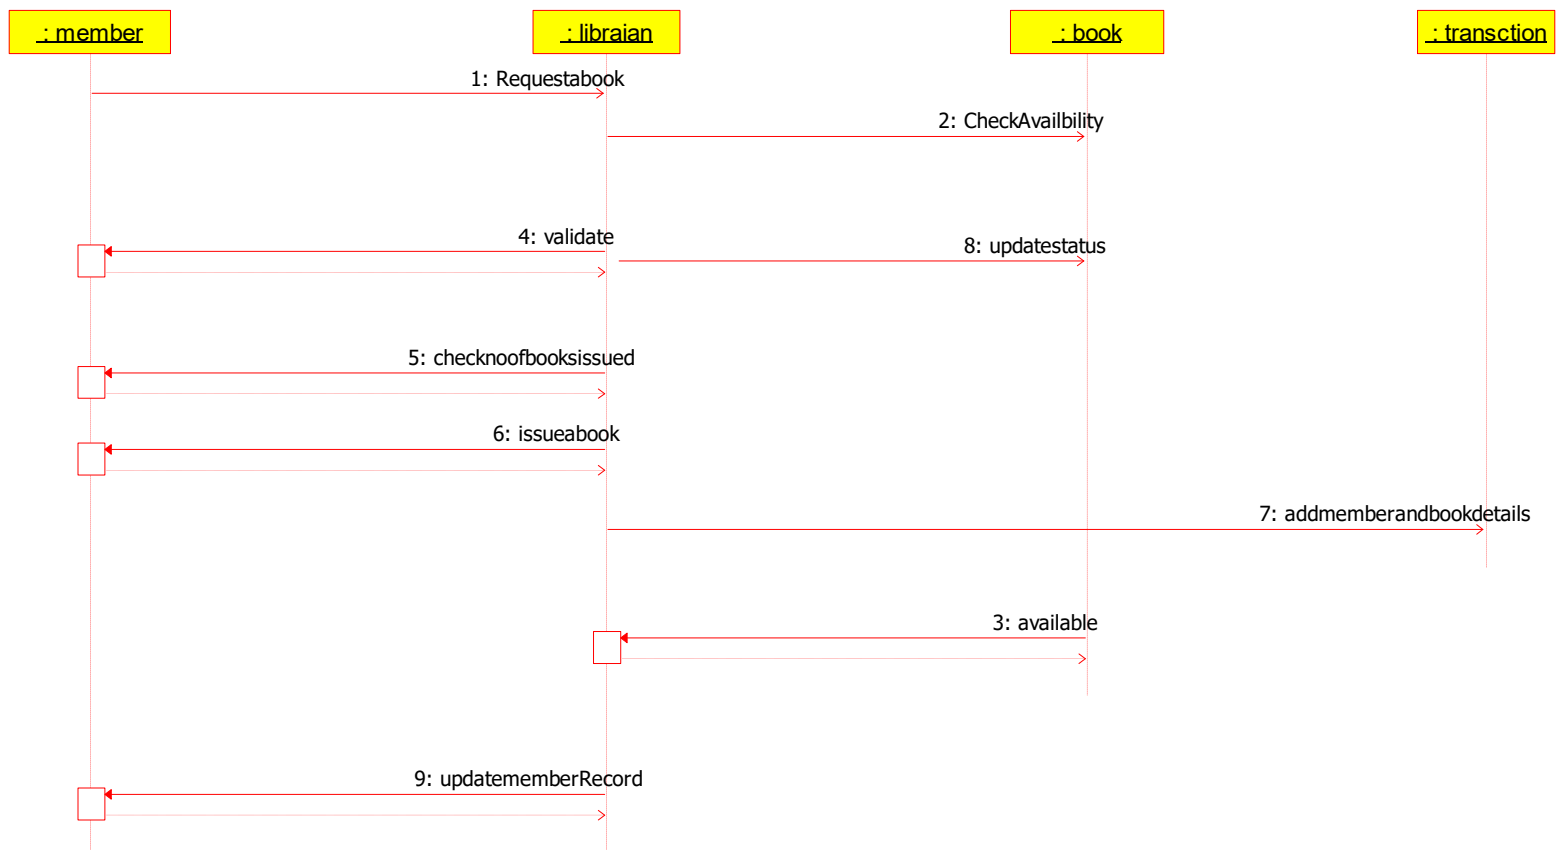 : member
: libraian
: book
: transction
1: Requestabook
2: CheckAvailbility
4: validate
8: updatestatus
5: checknoofbooksissued
6: issueabook
7: addmemberandbookdetails
3: available
9: updatememberRecord